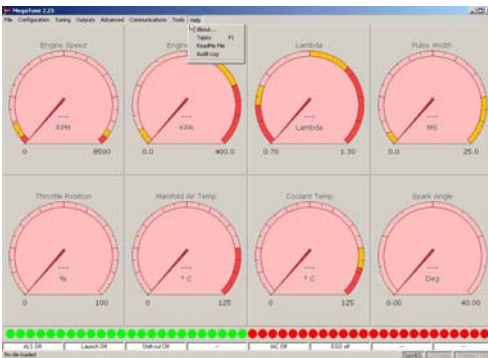 MegaTune 2.25
File Configuration Tuning Outputs Advanced Communications Tools Help
About...
Topics F1
ReadMe File
Audit Log
Engine Speed
RPM
0 8500
Engine
KPA
0.0 400.0
Lambda
Lambda
0.70 1.30
Pulse Width
MS
0.0 25.0
Throttle Position
%
0 100
Manifold Air Temp
° C
0 125
Coolant Temp
° C
0 125
Spark Angle
Deg
0.00 40.00
ALS Off Launch Off Shift cut Off --- IAC Off EGO off --- ---
No file loaded